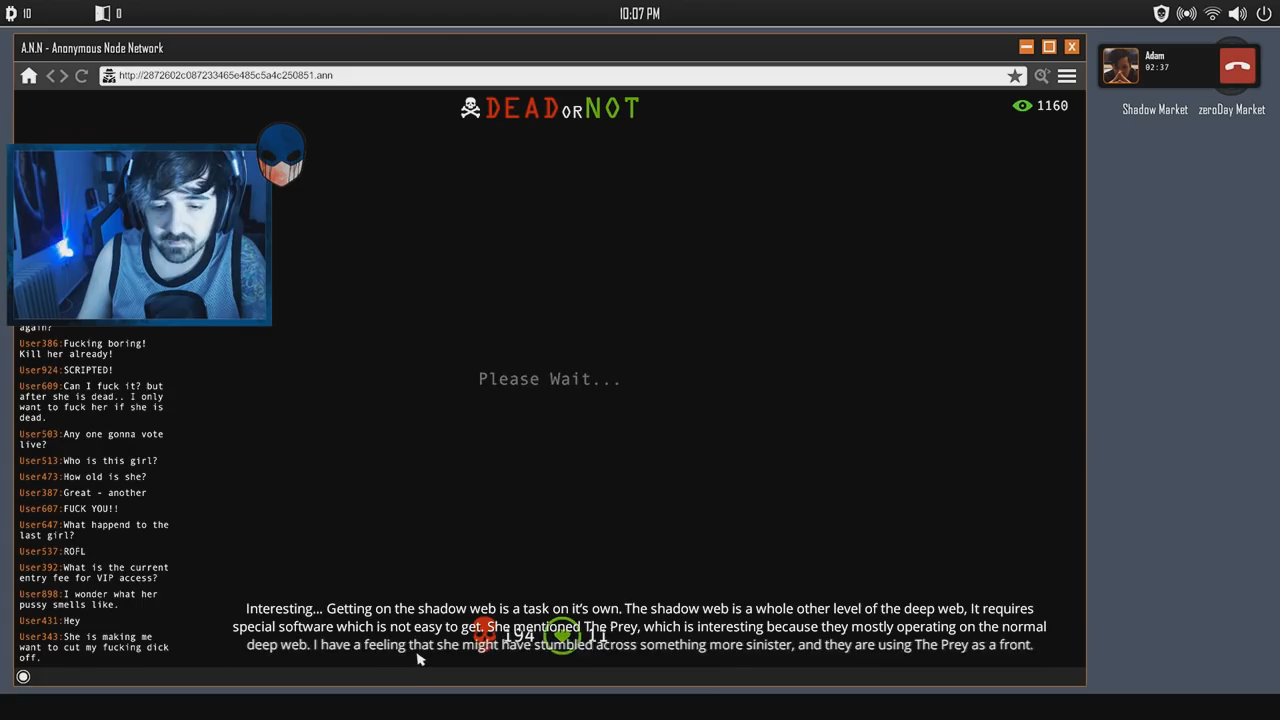 10
0
10:07 PM
A.N.N - Anonymous Node Network
http://2872602c087233465e485c5a4c250851.ann
Adam
02:37
Shadow Market
zeroDay Market
DEAD OR NOT
1160
again?
User386:Fucking boring!
Kill her already!
User924:SCRIPTED!
User609:Can I fuck it? but
after she is dead.. I only
want to fuck her if she is
dead.
User503:Any one gonna vote
live?
User513:Who is this girl?
User473:How old is she?
User387:Great - another
User607:FUCK YOU!!
User647:What happend to the
last girl?
User537:ROFL
User392:What is the current
entry fee for VIP access?
User898:I wonder what her
pussy smells like.
User431:Hey
User343:She is making me
want to cut my fucking dick
off.
Please Wait...
Interesting... Getting on the shadow web is a task on it's own. The shadow web is a whole other level of the deep web, It requires
special software which is not easy to get. She mentioned The Prey, which is interesting because they mostly operating on the normal
deep web. I have a feeling that she might have stumbled across something more sinister, and they are using The Prey as a front.
194
11